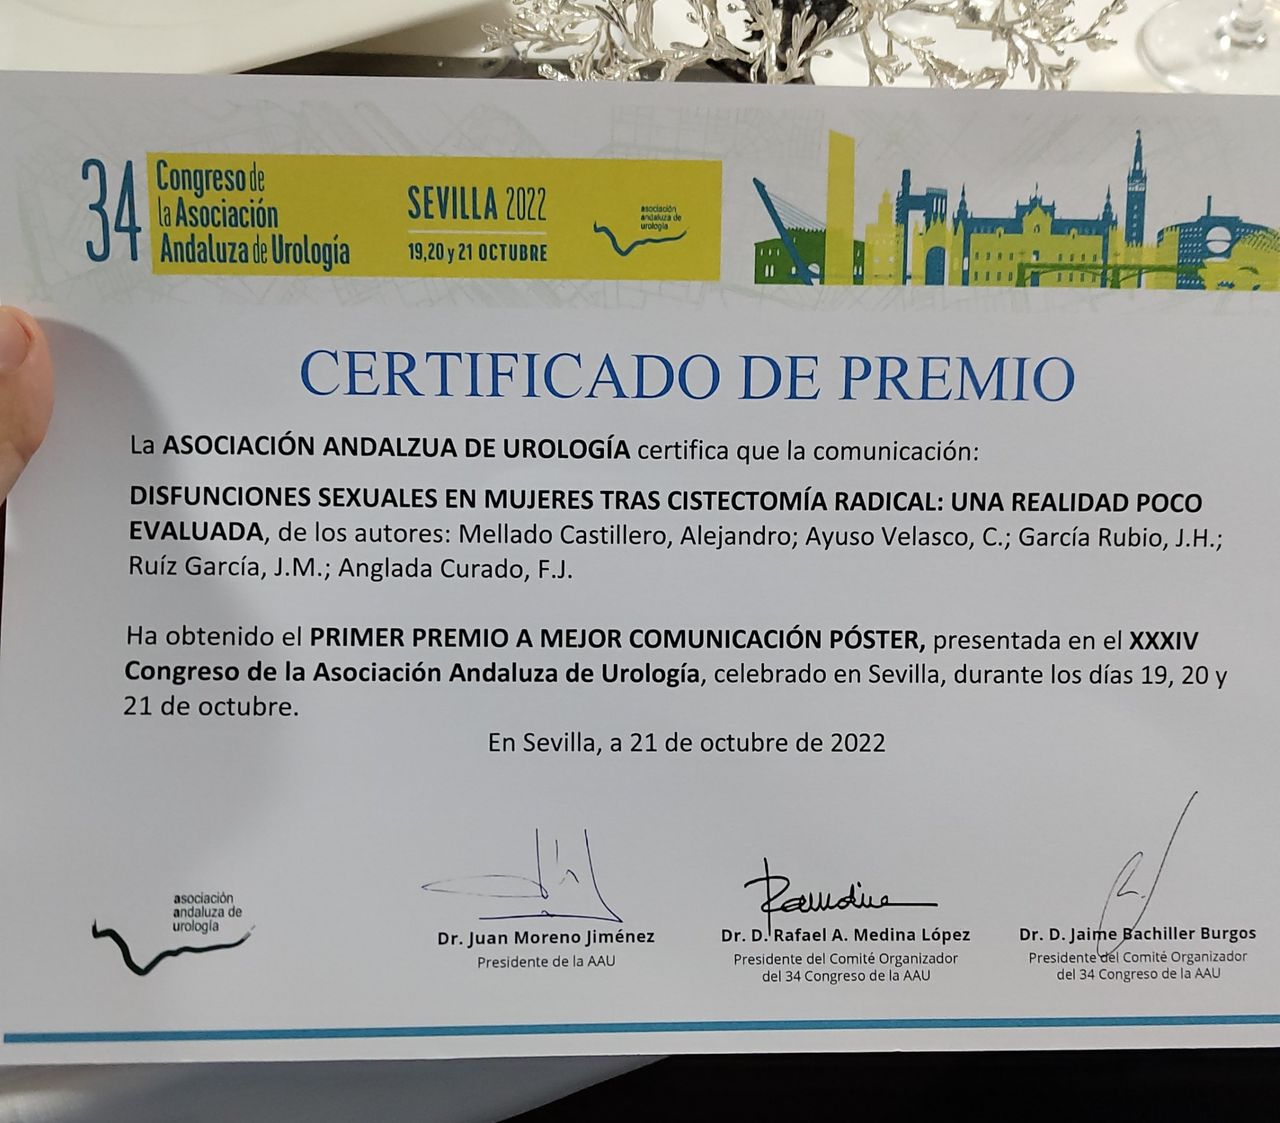 34 Congreso de
la Asociación
Andaluza de Urología
SEVILLA 2022
19,20 y 21 OCTUBRE
asociación
andaluza de
urología
CERTIFICADO DE PREMIO
La ASOCIACIÓN ANDALZUA DE UROLOGÍA certifica que la comunicación:
DISFUNCIONES SEXUALES EN MUJERES TRAS CISTECTOMÍA RADICAL: UNA REALIDAD POCO
EVALUADA, de los autores: Mellado Castillero, Alejandro; Ayuso Velasco, C.; García Rubio, J.H.;
Ruíz García, J.M.; Anglada Curado, F.J.
Ha obtenido el PRIMER PREMIO A MEJOR COMUNICACIÓN PÓSTER, presentada en el XXXIV
Congreso de la Asociación Andaluza de Urología, celebrado en Sevilla, durante los días 19, 20 y
21 de octubre.
En Sevilla, a 21 de octubre de 2022
asociación
andaluza de
urología
Dr. Juan Moreno Jiménez
Presidente de la AAU
Dr. D. Rafael A. Medina López
Presidente del Comité Organizador
del 34 Congreso de la AAU
Dr. D. Jaime Bachiller Burgos
Presidente del Comité Organizador
del 34 Congreso de la AAU